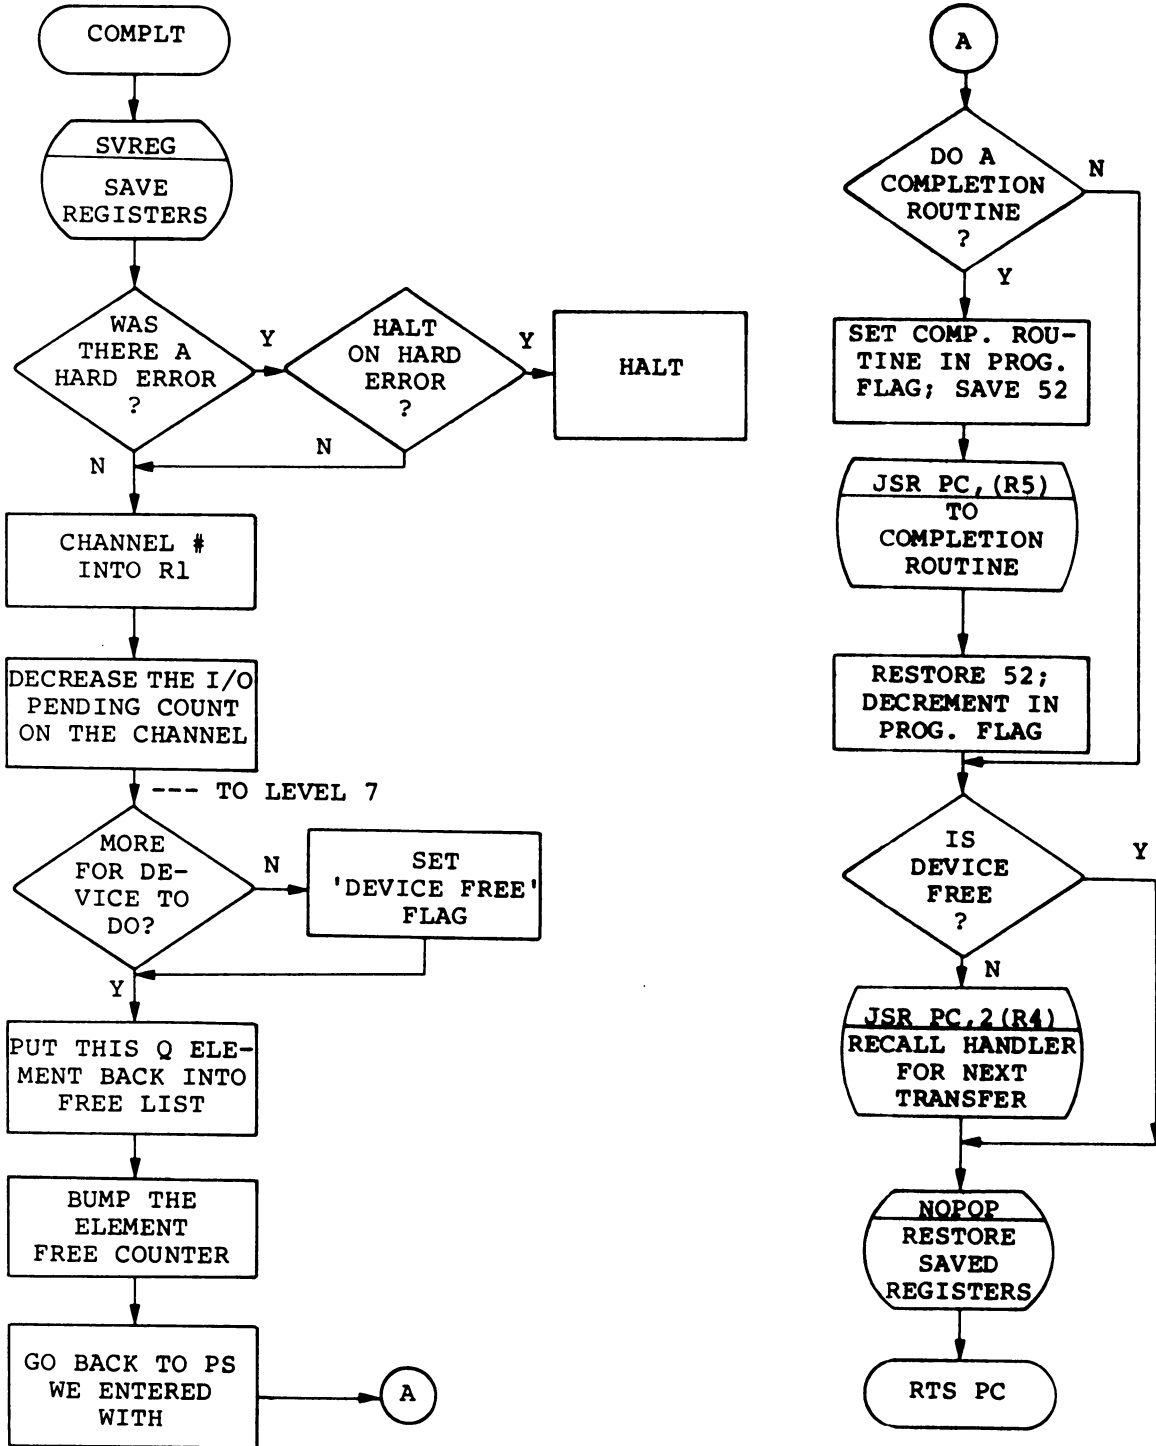 COMPLT
SVREG
SAVE
REGISTERS
WAS
THERE A
HARD ERROR
?
Y
N
HALT
ON HARD
ERROR
?
Y
N
HALT
CHANNEL #
INTO R1
DECREASE THE I/O
PENDING COUNT
ON THE CHANNEL
--- TO LEVEL 7
MORE
FOR DE-
VICE TO
DO?
N
Y
SET
'DEVICE FREE'
FLAG
PUT THIS Q ELE-
MENT BACK INTO
FREE LIST
BUMP THE
ELEMENT
FREE COUNTER
GO BACK TO PS
WE ENTERED
WITH
A
A
DO A
COMPLETION
ROUTINE
?
N
Y
SET COMP. ROU-
TINE IN PROG.
FLAG; SAVE 52
JSR PC,(R5)
TO
COMPLETION
ROUTINE
RESTORE 52;
DECREMENT IN
PROG. FLAG
IS
DEVICE
FREE
?
Y
N
JSR PC,2(R4)
RECALL HANDLER
FOR NEXT
TRANSFER
NQPOP
RESTORE
SAVED
REGISTERS
RTS PC